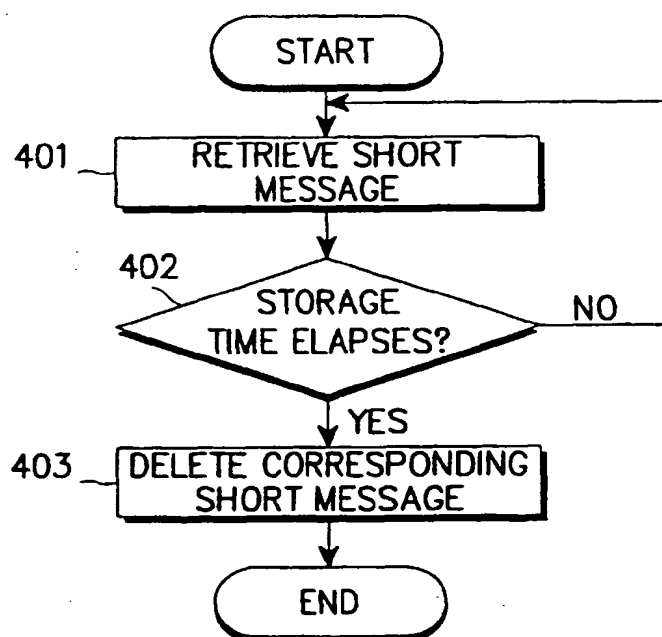 START
401
RETRIEVE SHORT
MESSAGE
402
STORAGE
TIME ELAPSES?
NO
YES
403
DELETE CORRESPONDING
SHORT MESSAGE
END